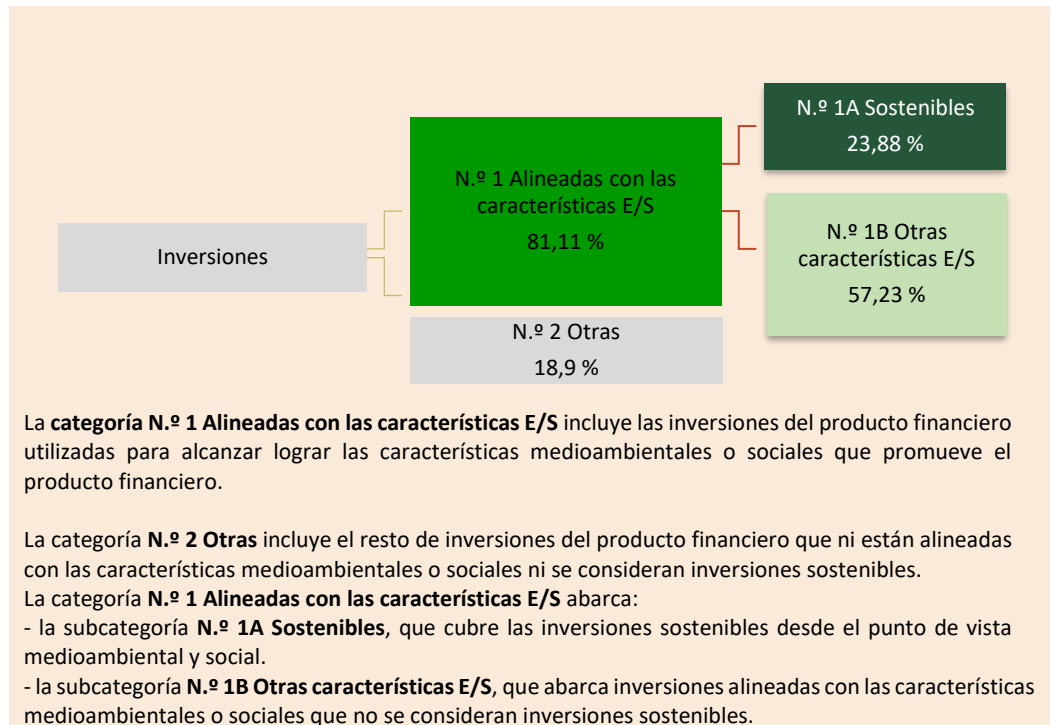 N.º 1A Sostenibles
23,88 %
N.º 1 Alineadas con las
características E/S
81,11 %
Inversiones
N.º 1B Otras
características E/S
57,23 %
N.º 2 Otras
18,9 %
La categoría N.º 1 Alineadas con las características E/S incluye las inversiones del producto financiero
utilizadas para alcanzar lograr las características medioambientales o sociales que promueve el
producto financiero.
La categoría N.º 2 Otras incluye el resto de inversiones del producto financiero que ni están alineadas
con las características medioambientales o sociales ni se consideran inversiones sostenibles.
La categoría N.º 1 Alineadas con las características E/S abarca:
- la subcategoría N.º 1A Sostenibles, que cubre las inversiones sostenibles desde el punto de vista
medioambiental y social.
- la subcategoría N.º 1B Otras características E/S, que abarca inversiones alineadas con las características
medioambientales o sociales que no se consideran inversiones sostenibles.